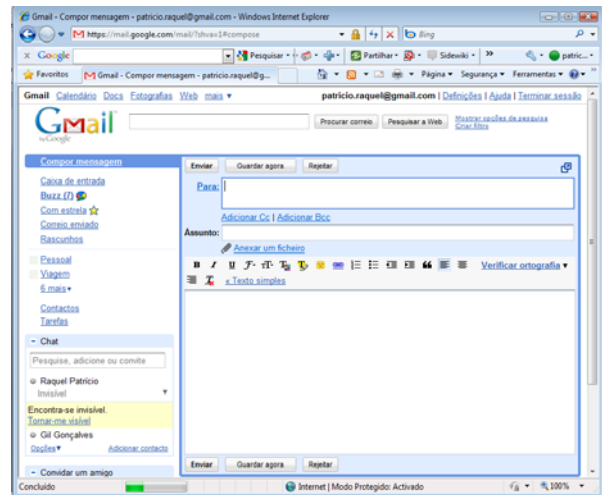 Gmail - Compor mensagem - patricio.raquel@gmail.com - Windows Internet Explorer
https://mail.google.com/mail/?shva=1#compose
Bing
Google
Pesquisar
Partilhar
Sidewiki
patric...
Favoritos
Gmail - Compor mensagem - patricio.raquel@g...
Página
Segurança
Ferramentas
Gmail Calendário Docs Fotografias Web mais ▼
patricio.raquel@gmail.com | Definições | Ajuda | Terminar sessão
Gmail
by Google
Procurar correio
Pesquisar a Web
Mostrar opções de pesquisa
Criar filtro
Compor mensagem
Caixa de entrada
Buzz (7)
Com estrela
Correio enviado
Rascunhos
Pessoal
Viagem
6 mais▼
Contactos
Tarefas
− Chat
Pesquise, adicione ou convite
Raquel Patrício
Invisível
Encontra-se invisível.
Tornar-me visível
Gil Gonçalves
Opções▼ Adicionar contacto
− Convidar um amigo
Enviar Guardar agora Rejeitar
Para:
Adicionar Cc | Adicionar Bcc
Assunto:
Anexar um ficheiro
B I U
Verificar ortografia ▼
« Texto simples
Enviar Guardar agora Rejeitar
Concluído
Internet | Modo Protegido: Activado
100%